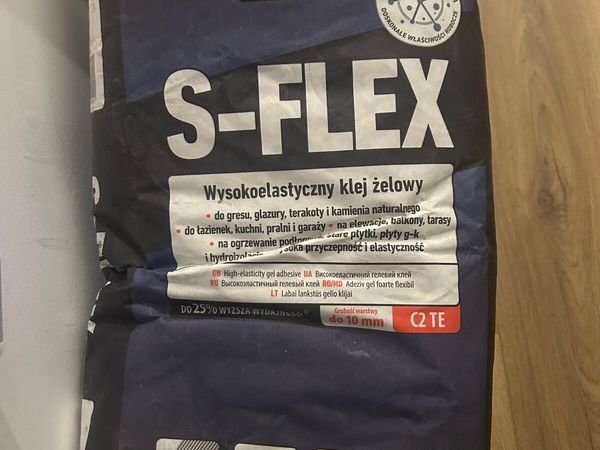 DOSKONAŁE WŁAŚCIWOŚCI ROBOCZE
S-FLEX
Wysokoelastyczny klej żelowy
• do gresu, glazury, terakoty i kamienia naturalnego
• do łazienek, kuchni, pralni i garaży • na elewacje, balkony, tarasy
• na ogrzewanie stare płytki, płyty g-k
i przyczepność i elastyczność
GB High-elasticity gel adhesive UA Високоеластичний гелевий клей
RU Высокоэластичный гелевый клей RO/MD Adeziv gel foarte flexibil
LT Labai lankstūs gelio klijai
DO 25% WYŻSZA WYDAJNOŚĆ
Grubość warstwy
do 10 mm
C2 TE